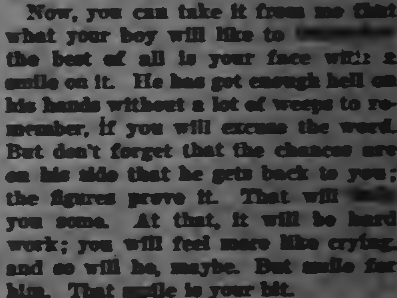 Now, you can take it from me that
what your boy will like to
the best of all is your face with a
smile on it. He has got enough hell on
his hands without a lot of weeps to re-
member, if you will excuse the word.
But don't forget that the chances are
on his side that he gets back to you;
the figures prove it. That will
you some. At that, it will be hard
work; you will feel more like crying,
and so will he, maybe. But smile for
him. That smile is your bit.